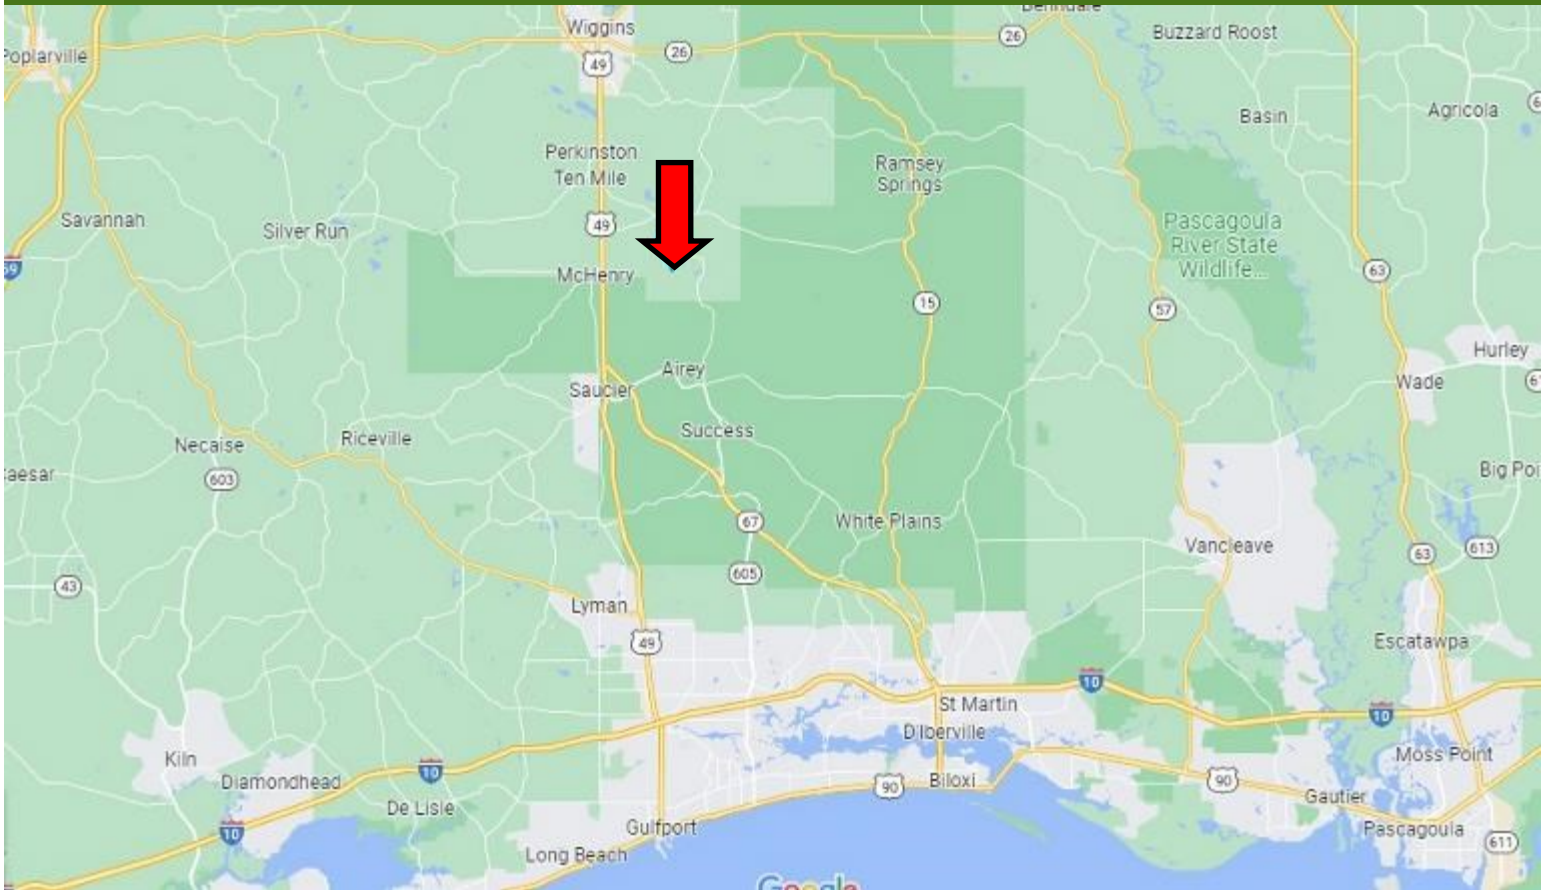 Wiggins
Buzzard Roost
26
26
Poplarville
49
Basin
Agricola
Perkinston
Ten Mile
Ramsey
Springs
Savannah
Silver Run
49
Pascagoula
River State
Wildlife...
McHenry
63
15
57
Hurley
Airey
Wade
Saucier
Success
Riceville
Necaise
603
Big Poi
White Plains
67
Vancleave
63
613
605
43
Lyman
49
Escatawpa
10
St Martin
10
D'Iberville
Kiln
Moss Point
Diamondhead
10
90
Biloxi
90
Gautier
De Lisle
10
Gulfport
Pascagoula
611
Long Beach
Google